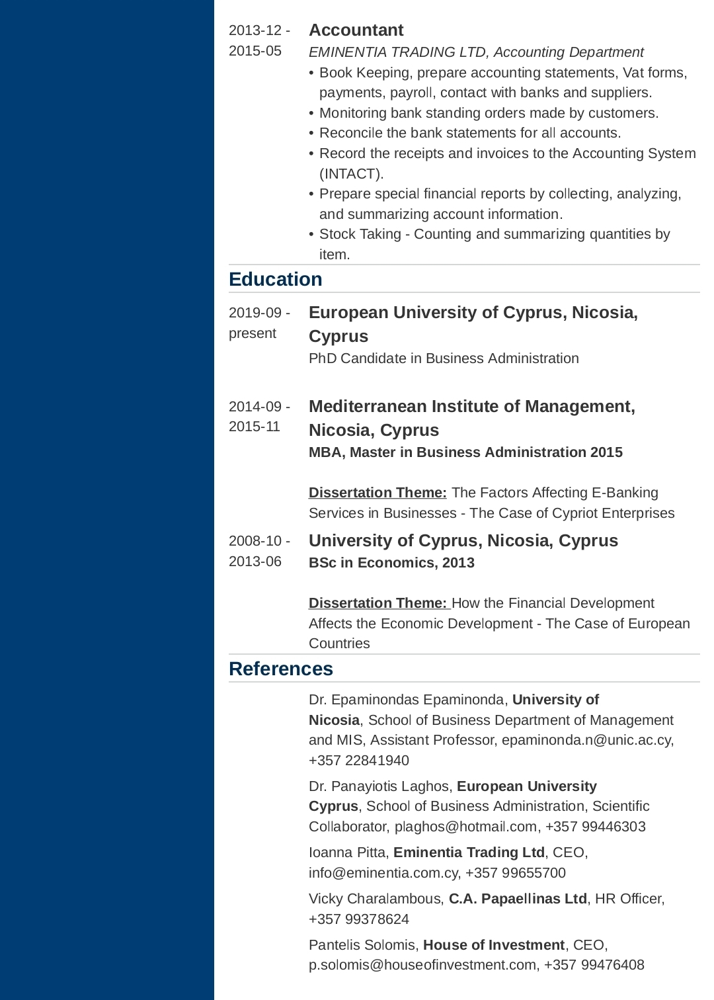 2013-12 -
2015-05
Accountant
EMINENTIA TRADING LTD, Accounting Department
• Book Keeping, prepare accounting statements, Vat forms,
payments, payroll, contact with banks and suppliers.
• Monitoring bank standing orders made by customers.
• Reconcile the bank statements for all accounts.
• Record the receipts and invoices to the Accounting System
(INTACT).
• Prepare special financial reports by collecting, analyzing,
and summarizing account information.
• Stock Taking - Counting and summarizing quantities by
item.
Education
2019-09 -
present
European University of Cyprus, Nicosia,
Cyprus
PhD Candidate in Business Administration
2014-09 -
2015-11
Mediterranean Institute of Management,
Nicosia, Cyprus
MBA, Master in Business Administration 2015
Dissertation Theme: The Factors Affecting E-Banking
Services in Businesses - The Case of Cypriot Enterprises
2008-10 -
2013-06
University of Cyprus, Nicosia, Cyprus
BSc in Economics, 2013
Dissertation Theme: How the Financial Development
Affects the Economic Development - The Case of European
Countries
References
Dr. Epaminondas Epaminonda, University of
Nicosia, School of Business Department of Management
and MIS, Assistant Professor, epaminonda.n@unic.ac.cy,
+357 22841940
Dr. Panayiotis Laghos, European University
Cyprus, School of Business Administration, Scientific
Collaborator, plaghos@hotmail.com, +357 99446303
Ioanna Pitta, Eminentia Trading Ltd, CEO,
info@eminentia.com.cy, +357 99655700
Vicky Charalambous, C.A. Papaellinas Ltd, HR Officer,
+357 99378624
Pantelis Solomis, House of Investment, CEO,
p.solomis@houseofinvestment.com, +357 99476408